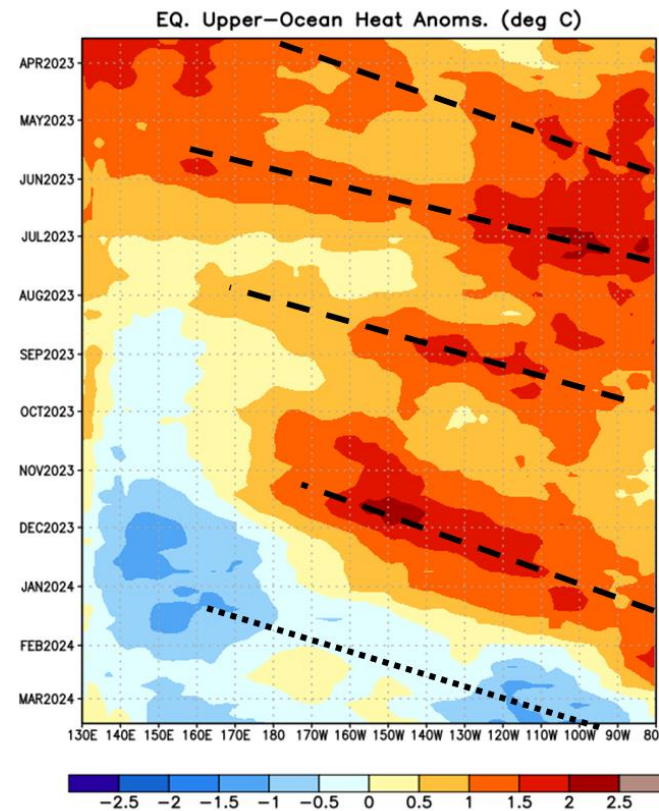 EQ. Upper-Ocean Heat Anoms. (deg C)
APR2023
MAY2023
JUN2023
JUL2023
AUG2023
SEP2023
OCT2023
NOV2023
DEC2023
JAN2024
FEB2024
MAR2024
130E 140E 150E 160E 170E 180 170W 160W 150W 140W 130W 120W 110W 100W 90W 80
-2.5 -2 -1.5 -1 -0.5 0 0.5 1 1.5 2 2.5